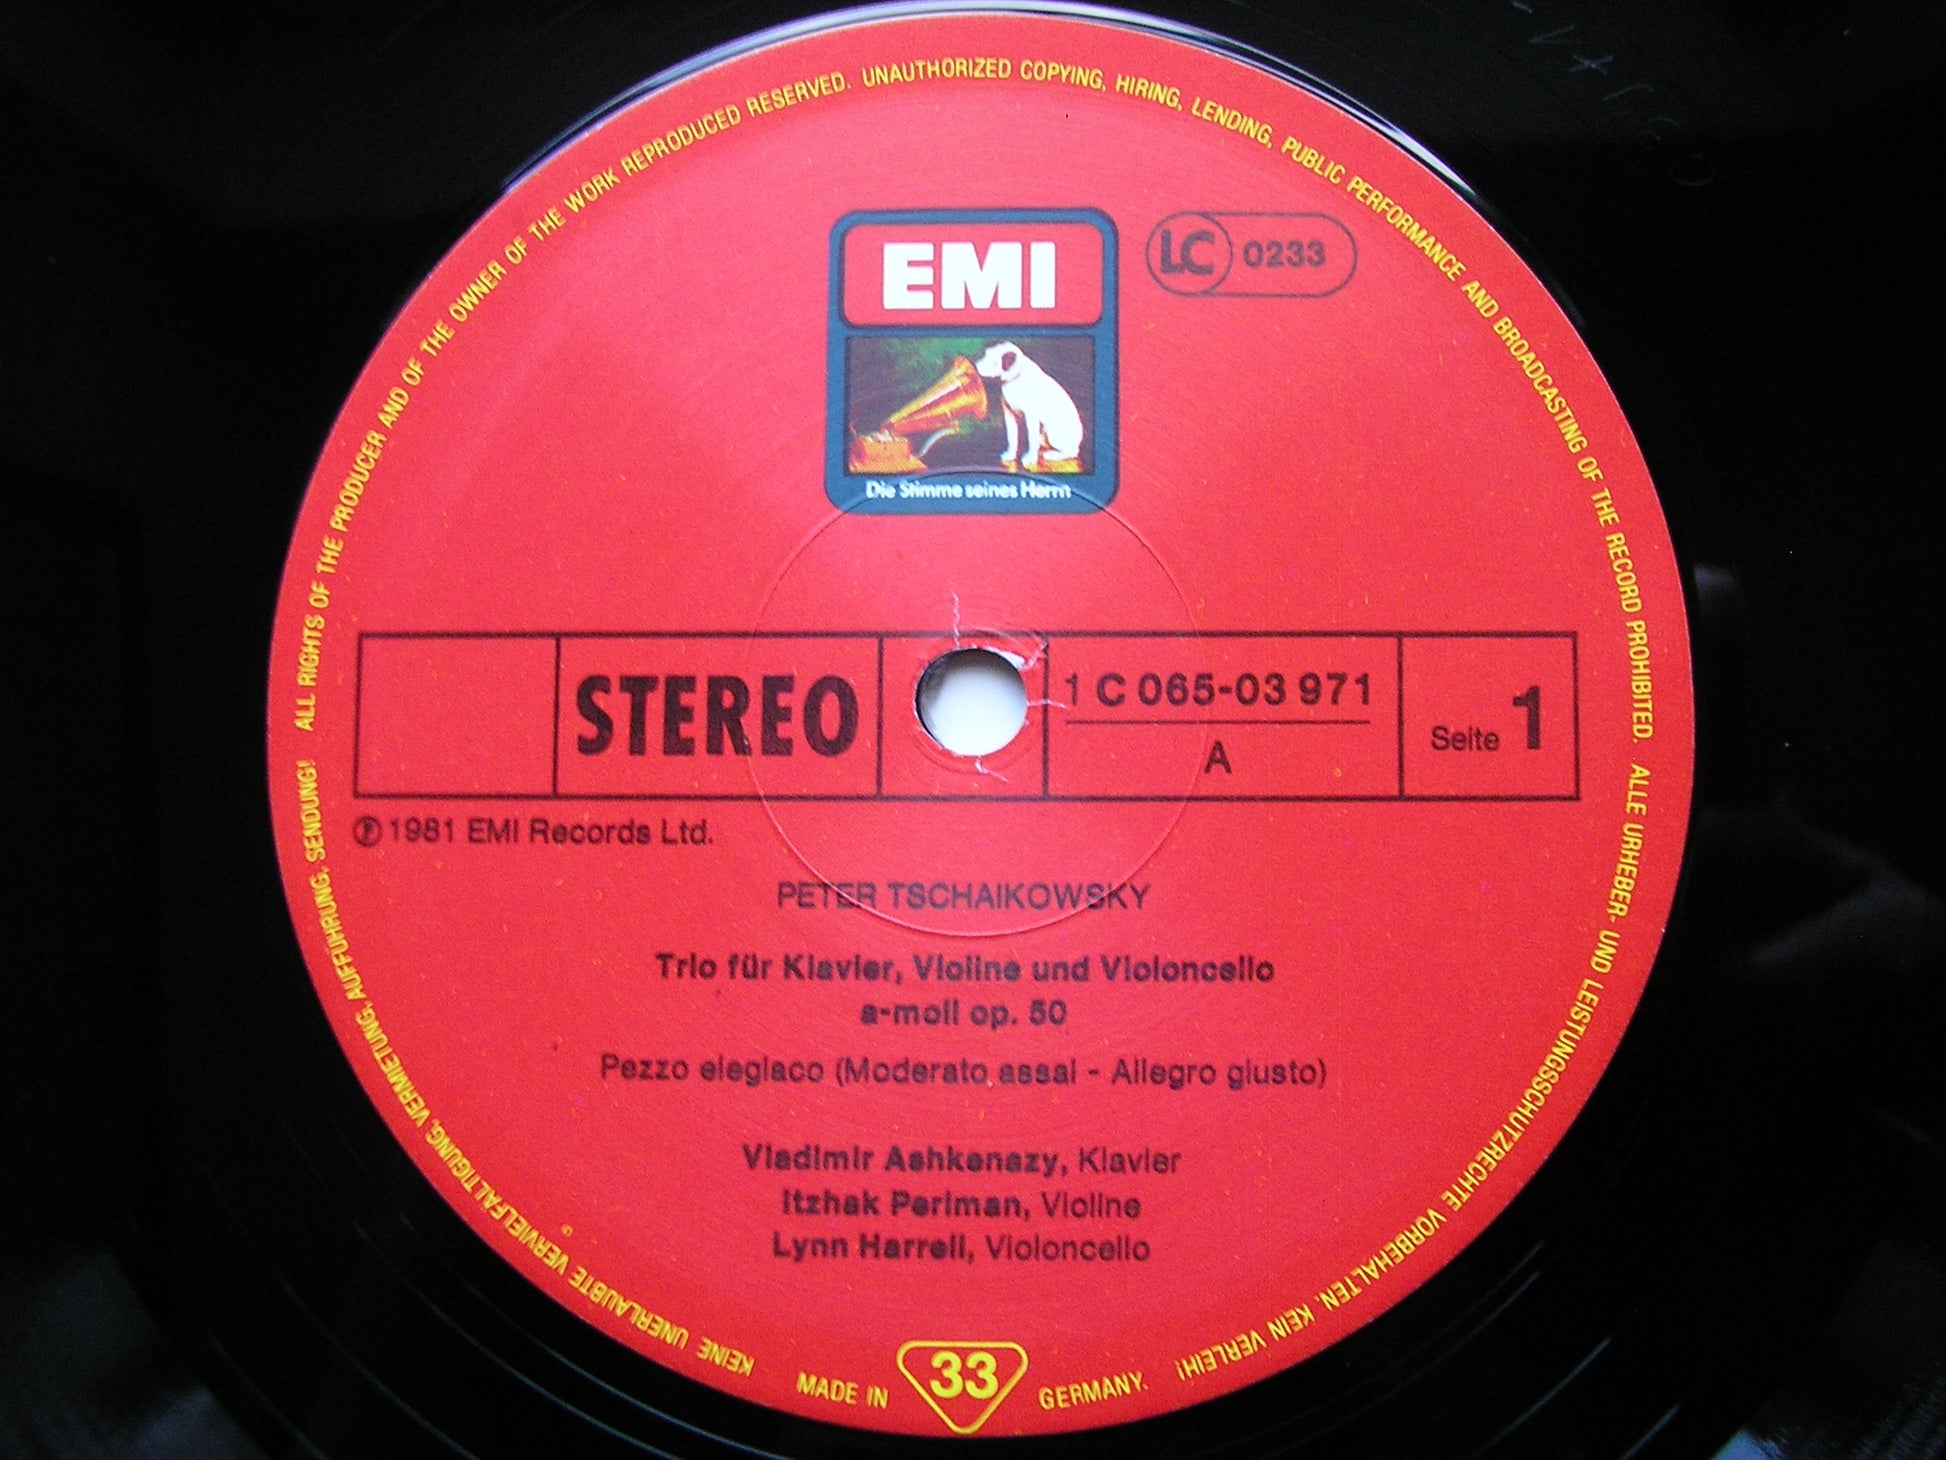 ALL RIGHTS OF THE PRODUCER AND OF THE OWNER OF THE WORK REPRODUCED RESERVED. UNAUTHORIZED COPYING, HIRING, LENDING, PUBLIC PERFORMANCE AND BROADCASTING OF THE RECORD PROHIBITED. ALLE URHEBER- UND LEISTUNGSSCHUTZRECHTE VORBEHALTEN. KEIN VERLEIH! KEINE UNERLAUBTE VERVIELFÄLTIGUNG, VERMIETUNG, AUFFÜHRUNG, SENDUNG!
EMI
LC 0233
Die Stimme seines Herrn
STEREO
1 C 065-03 971
A
Seite 1
Ⓟ 1981 EMI Records Ltd.
PETER TSCHAIKOWSKY
Trio für Klavier, Violine und Violoncello
a-moll op. 50
Pezzo elegiaco (Moderato assai - Allegro giusto)
Vladimir Ashkenazy, Klavier
Itzhak Perlman, Violine
Lynn Harrell, Violoncello
MADE IN 33 GERMANY.